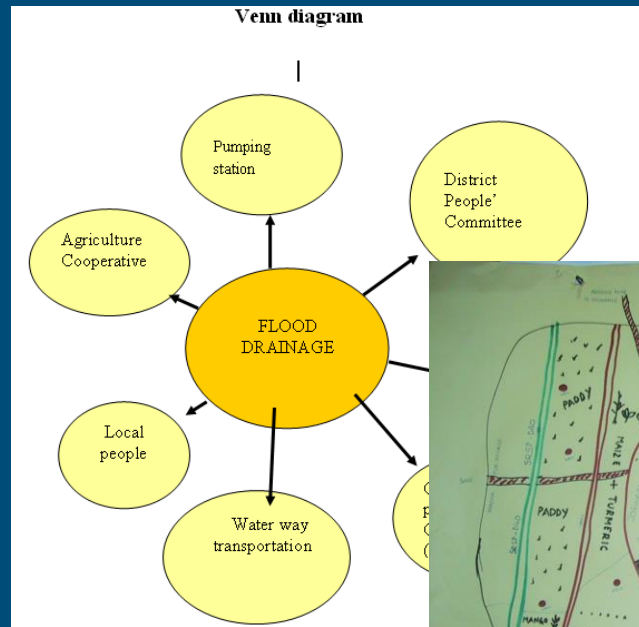 Venn diagram
Pumping
station
District
People'
Committee
Agriculture
Cooperative
FLOOD
DRAINAGE
Local
people
Water way
transportation
PADDY
MAIZE + TURMERIC
PADDY
MANGO